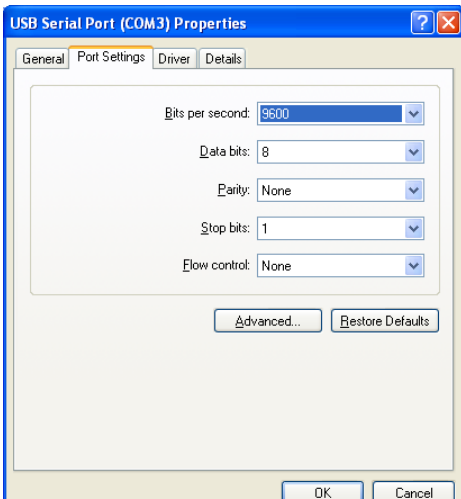 USB Serial Port (COM3) Properties
General Port Settings Driver Details
Bits per second: 9600
Data bits: 8
Parity: None
Stop bits: 1
Flow control: None
Advanced... Restore Defaults
OK Cancel